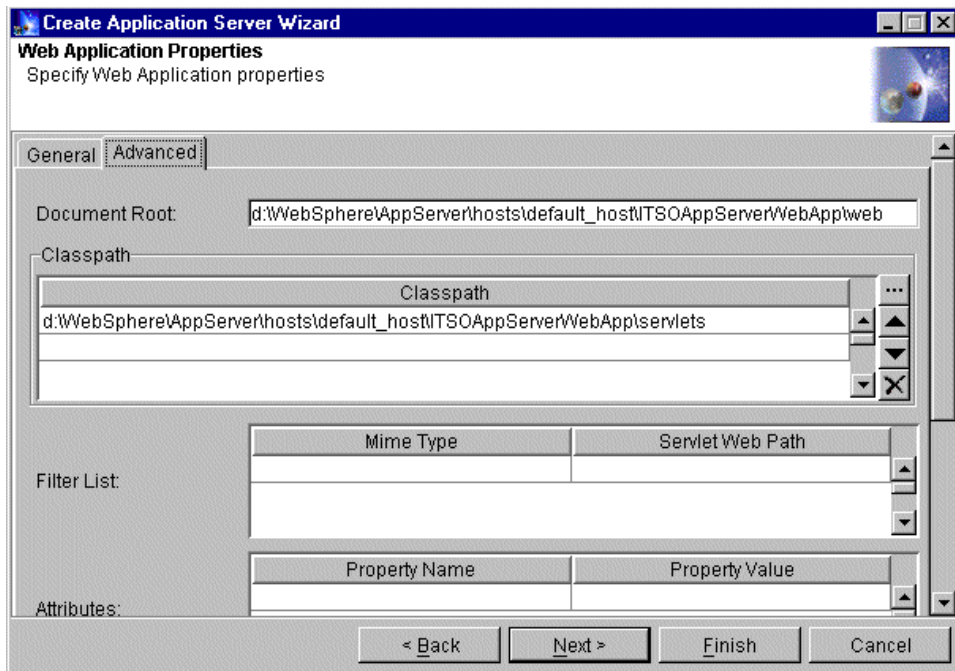 Create Application Server Wizard
Web Application Properties
Specify Web Application properties
General Advanced
Document Root: d:\WebSphere\AppServer\hosts\default_host\ITSOAppServerWebApp\web
Classpath
Classpath ...
d:\WebSphere\AppServer\hosts\default_host\ITSOAppServerWebApp\servlets
Mime Type Servlet Web Path
Filter List:
Property Name Property Value
Attributes:
< Back Next > Finish Cancel